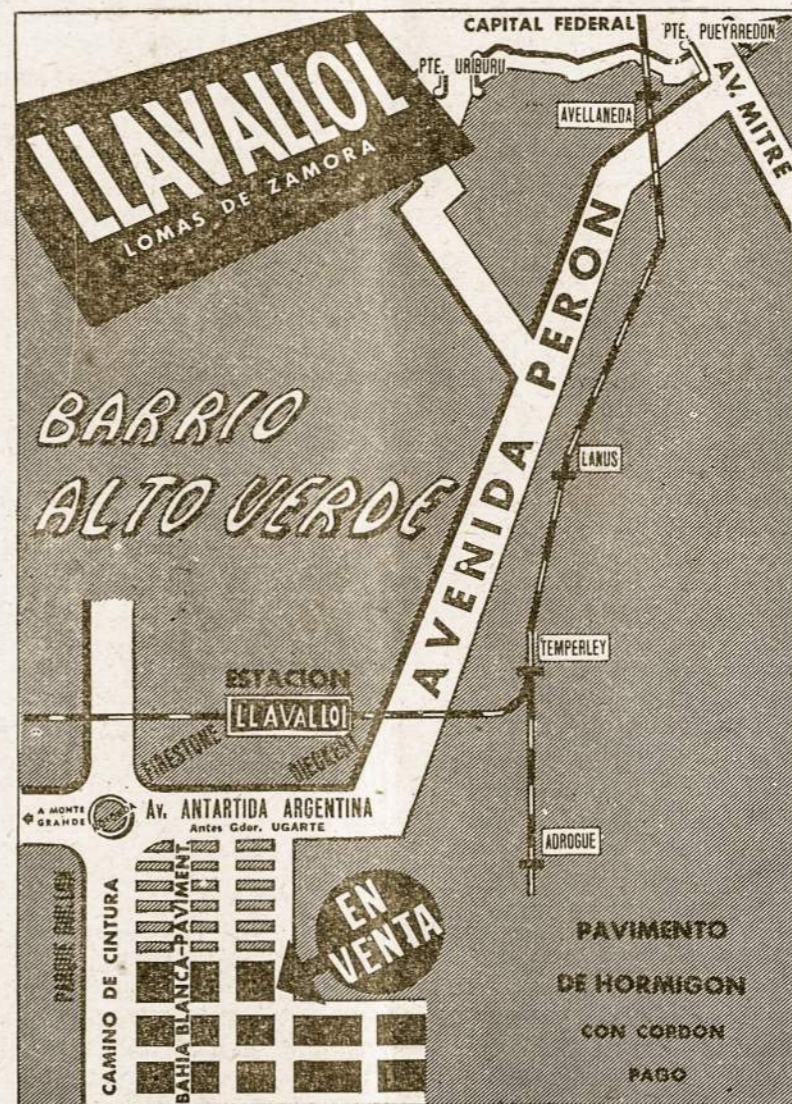 CAPITAL FEDERAL
PTE. PUEYRREDON
PTE. URIBURU
AVELLANEDA
AV. MITRE
LLAVALLOL
LOMAS DE ZAMORA
AVENIDA PERON
BARRIO
ALTO VERDE
LANUS
TEMPERLEY
ESTACION
LLAVALLOL
FIRESTONE
A MONTE
GRANDE
Av. ANTARTIDA ARGENTINA
Antes Gdor. UGARTE
ADROGUE
CAMINO DE CINTURA
BAHIA BLANCA-PAVIMENT.
PARQUE
EN
VENTA
PAVIMENTO
DE HORMIGON
CON CORDON
PAGO